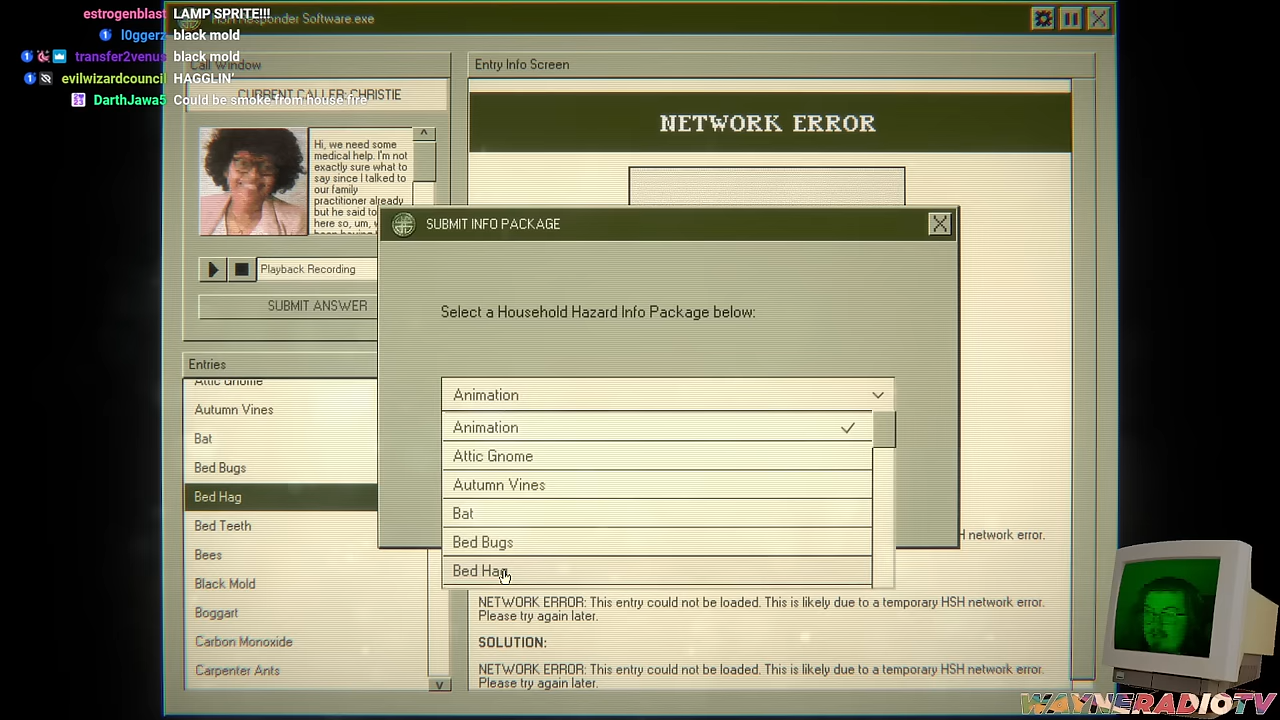 estrogenblast LAMP SPRITE!!!
HSH Responder Software.exe
l0ggerz black mold
transfer2venus black mold
Call Window
Entry Info Screen
evilwizardcouncil HAGGLIN'
CURRENT CALLER: CHRISTIE
DarthJawa5 Could be smoke from house fire
NETWORK ERROR
Hi, we need some
medical help. I'm not
exactly sure what to
say since I talked to
our family
practitioner already
but he said to
here so, um,
SUBMIT INFO PACKAGE
Playback Recording
SUBMIT ANSWER
Select a Household Hazard Info Package below:
Entries
Attic Gnome
Autumn Vines
Bat
Bed Bugs
Bed Hag
Bed Teeth
Bees
Black Mold
Boggart
Carbon Monoxide
Carpenter Ants
Animation
Animation
Attic Gnome
Autumn Vines
Bat
Bed Bugs
Bed Hag
H network error.
NETWORK ERROR: This entry could not be loaded. This is likely due to a temporary HSH network error.
Please try again later.
SOLUTION:
NETWORK ERROR: This entry could not be loaded. This is likely due to a temporary HSH network error.
Please try again later.
WAYNERADIOTV